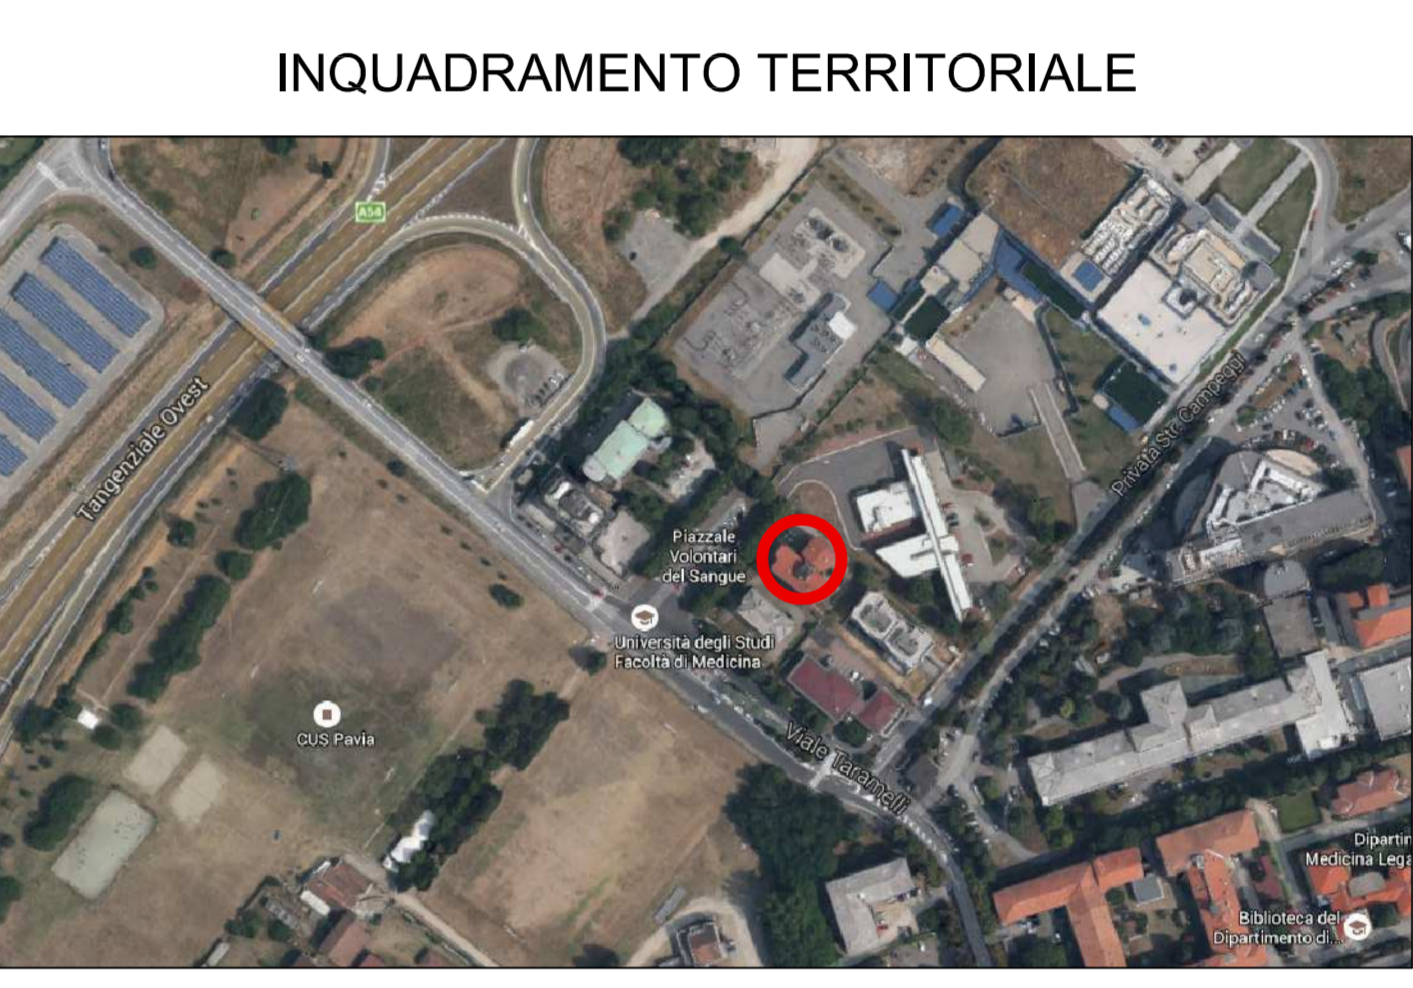 INQUADRAMENTO TERRITORIALE
A54
Tangenziale Ovest
Privata Str. Campeggi
Piazzale
Volontari
del Sangue
Università degli Studi
Facoltà di Medicina
CUS Pavia
Viale Taramelli
Dipartim
Medicina Lega
Biblioteca del
Dipartimento di...